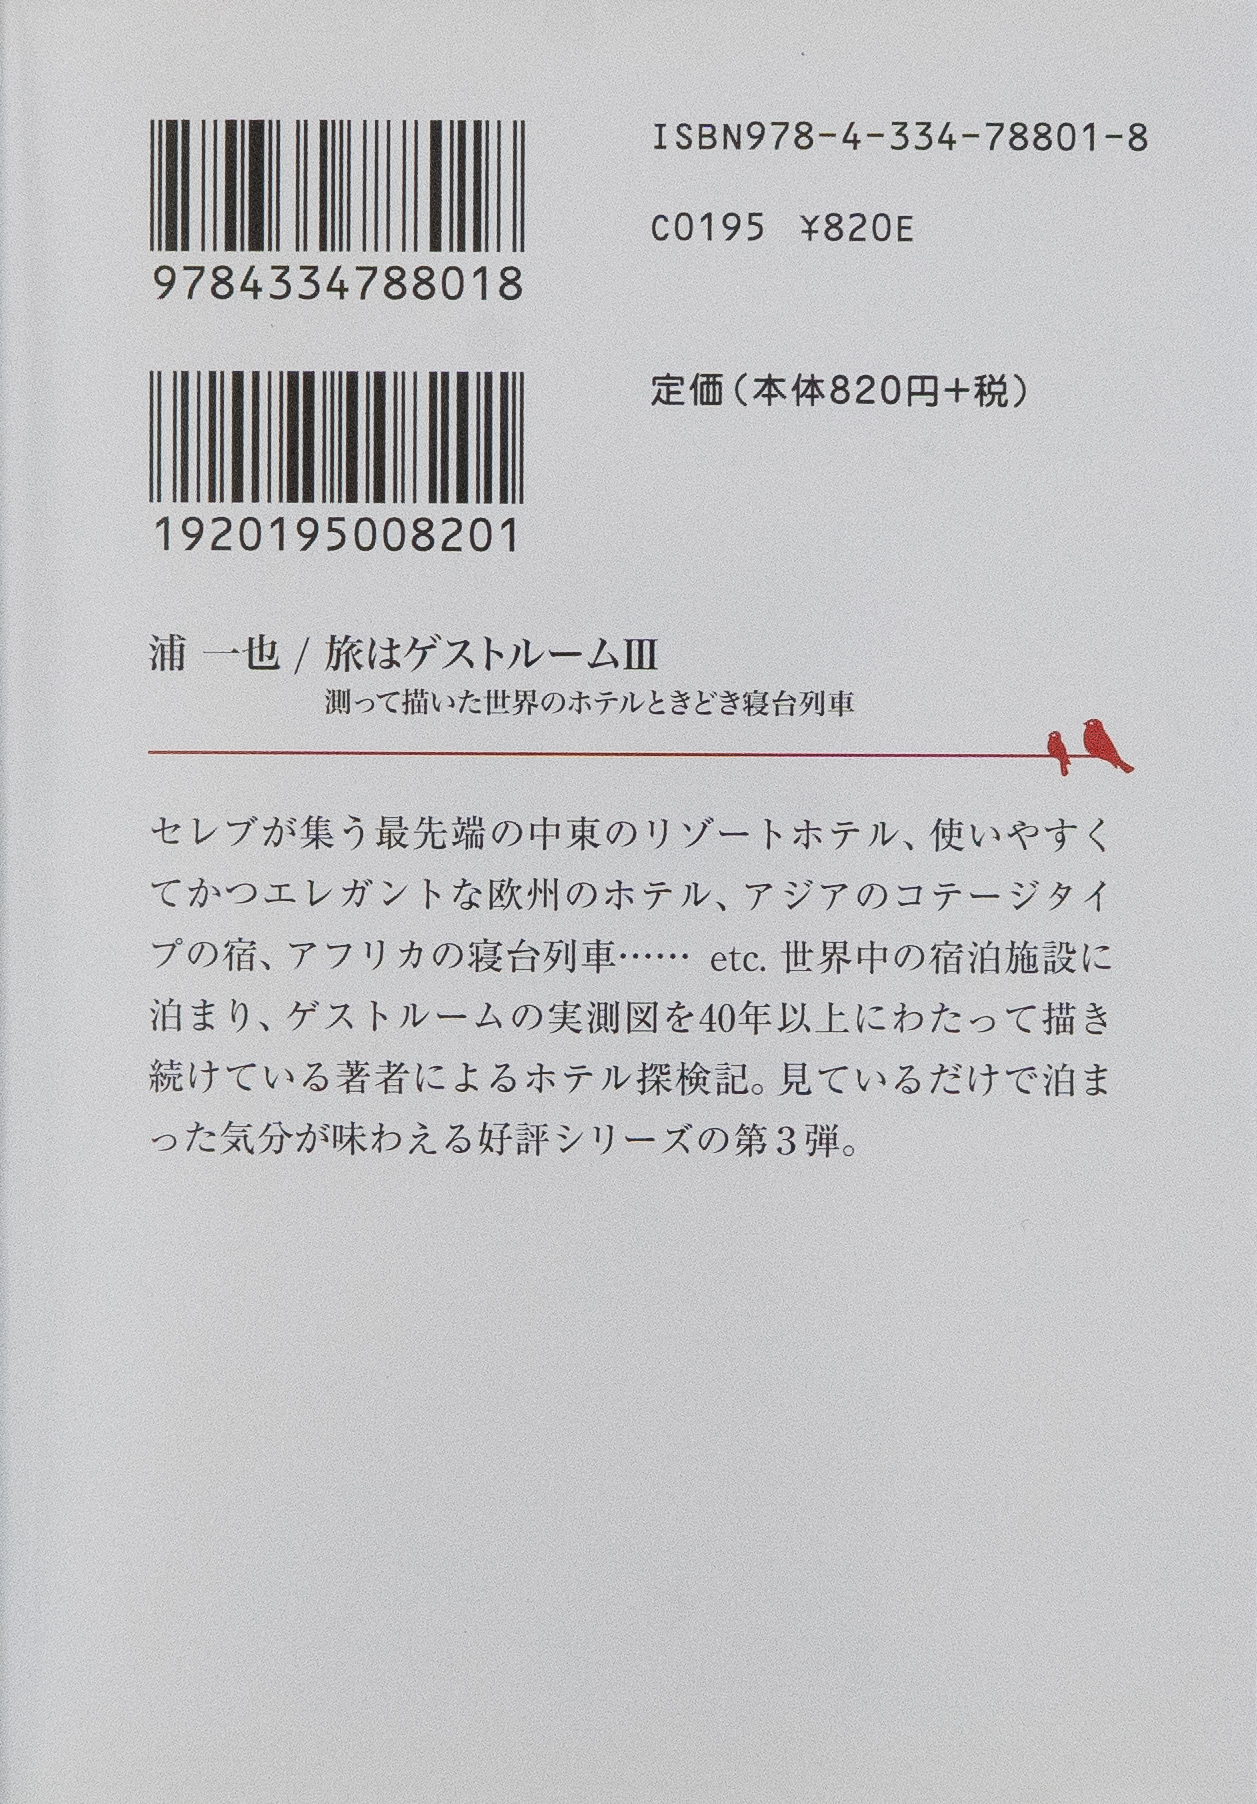 9784334788018
ISBN978-4-334-78801-8
C0195 ¥820E
1920195008201
定価(本体820円+税)
浦 一也 / 旅はゲストルームⅢ
測って描いた世界のホテルときどき寝台列車
セレブが集う最先端の中東のリゾートホテル、使いやすく
てかつエレガントな欧州のホテル、アジアのコテージタイ
プの宿、アフリカの寝台列車…… etc. 世界中の宿泊施設に
泊まり、ゲストルームの実測図を40年以上にわたって描き
続けている著者によるホテル探検記。見ているだけで泊ま
った気分が味わえる好評シリーズの第3弾。